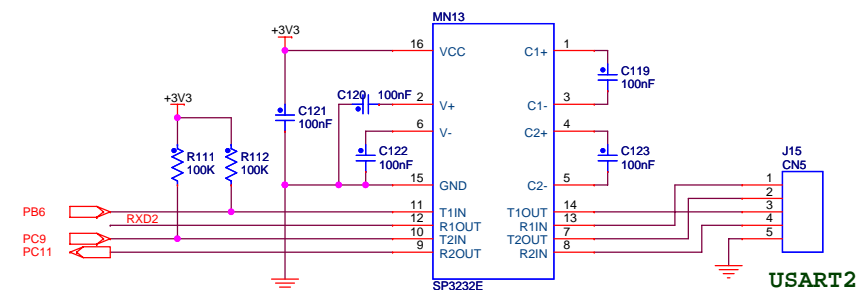 MN13
+3V3
16 VCC C1+ 1
C119
100nF
C120 100nF
2 V+ C1- 3
+3V3
C121
100nF
6 V- C2+ 4
R111
100K
R112
100K
C122
100nF
C123
100nF
J15
CN5
15 GND C2- 5
1
2
PB6 11 T1IN T1OUT 14 3
RXD2 12 R1OUT R1IN 13 4
PC9 10 T2IN T2OUT 7 5
PC11 9 R2OUT R2IN 8
SP3232E
USART2